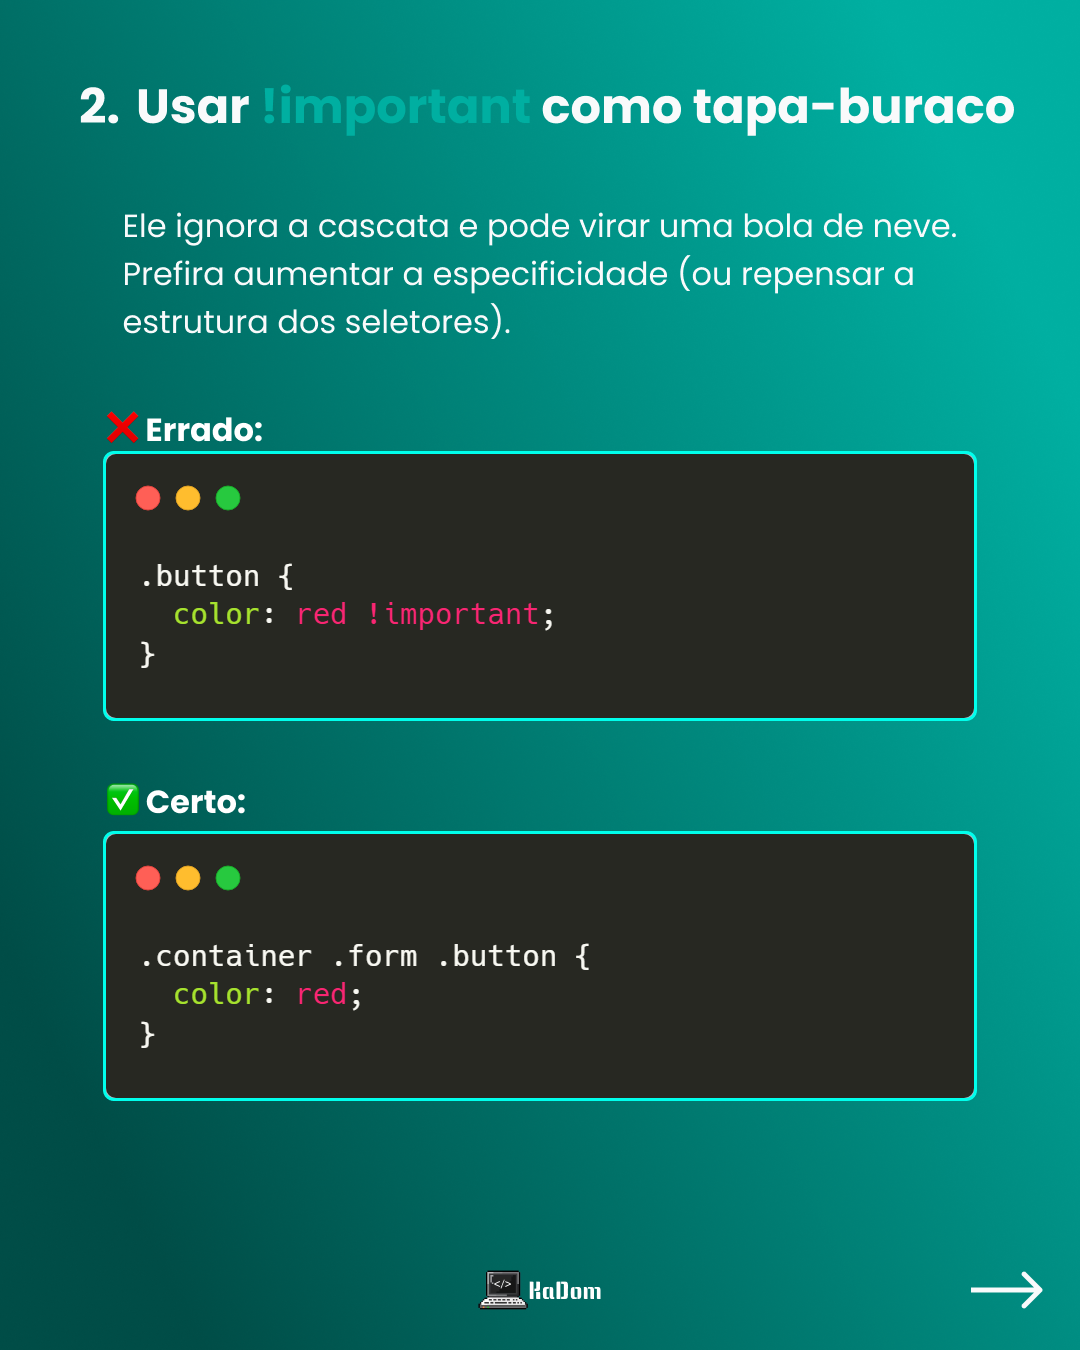 2. Usar !important como tapa-buraco
Ele ignora a cascata e pode virar uma bola de neve.
Prefira aumentar a especificidade (ou repensar a
estrutura dos seletores).
❌ Errado:
.button {
  color: red !important;
}
✅ Certo:
.container .form .button {
  color: red;
}
</>
KaDom